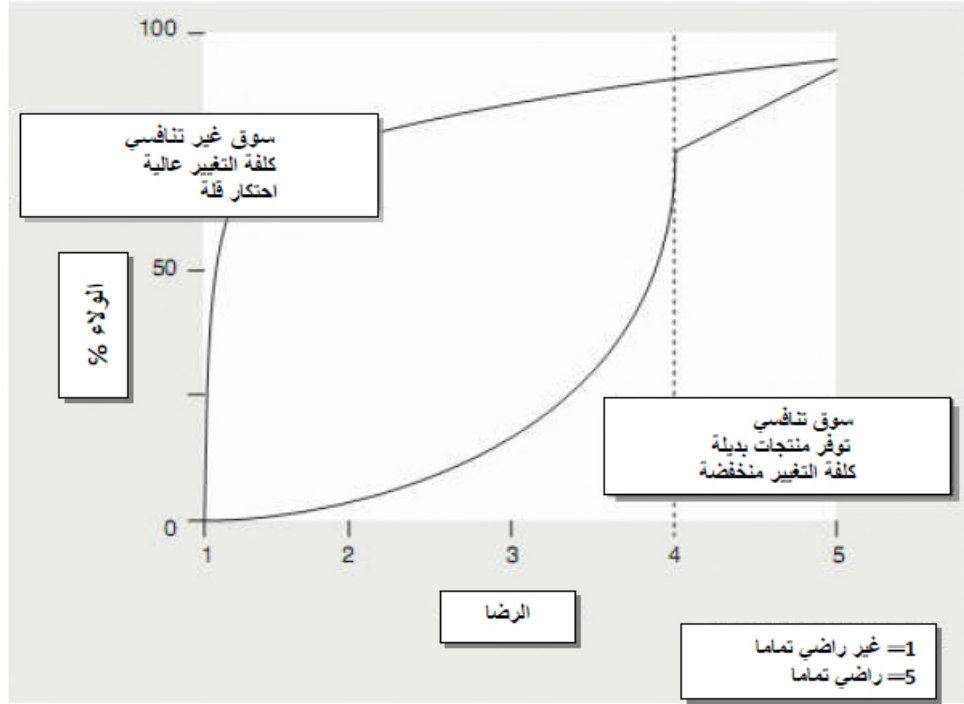 100
سوق غير تنافسي
كلفة التغيير عالية
احتكار قلة
50
الولاء %
سوق تنافسي
توفر منتجات بديلة
كلفة التغيير منخفضة
0
1 2 3 4 5
الرضا
1= غير راضي تماما
5= راضي تماما